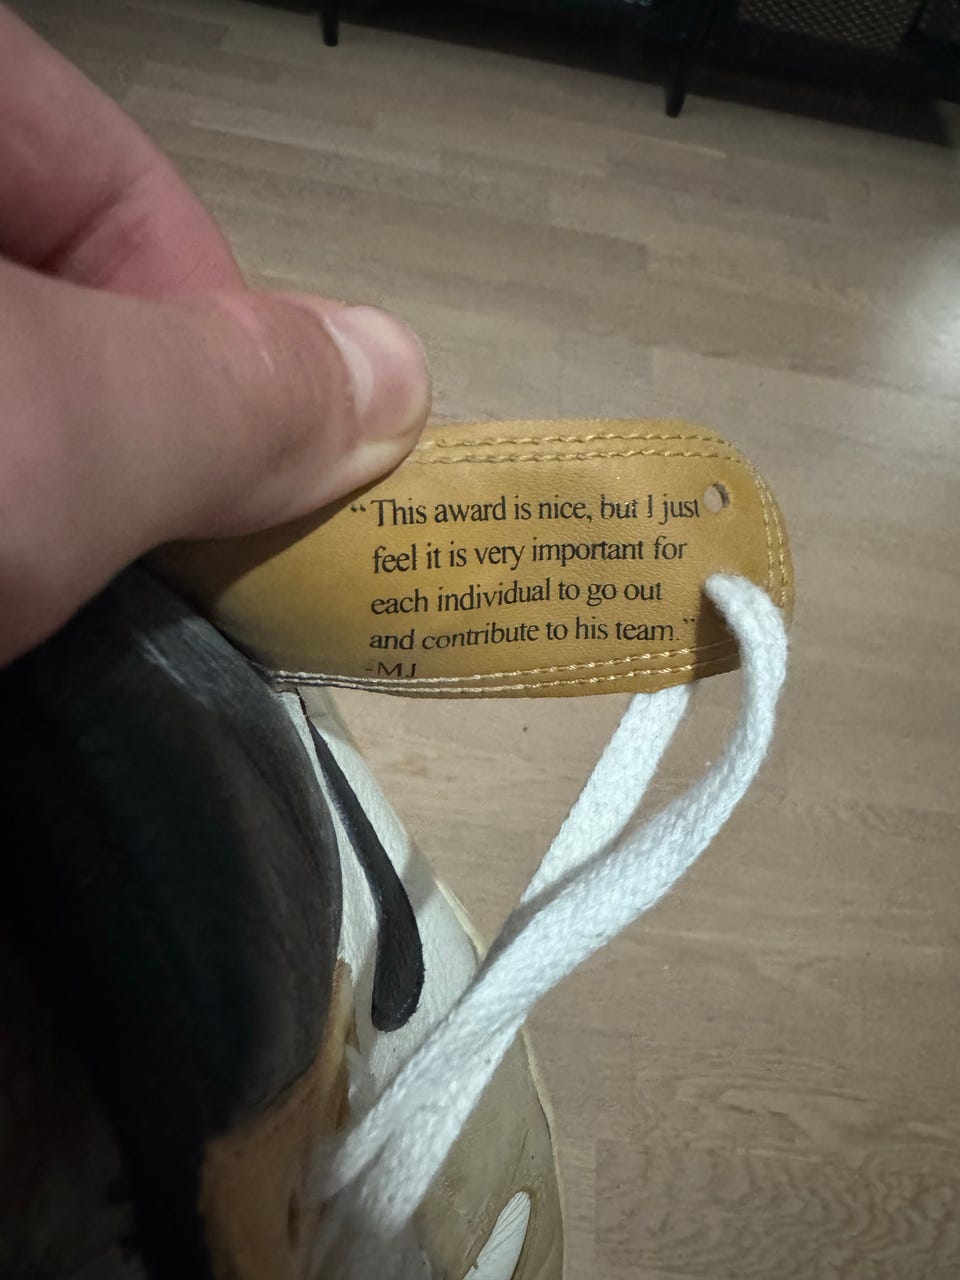 “This award is nice, but I just
feel it is very important for
each individual to go out
and contribute to his team.”
-MJ